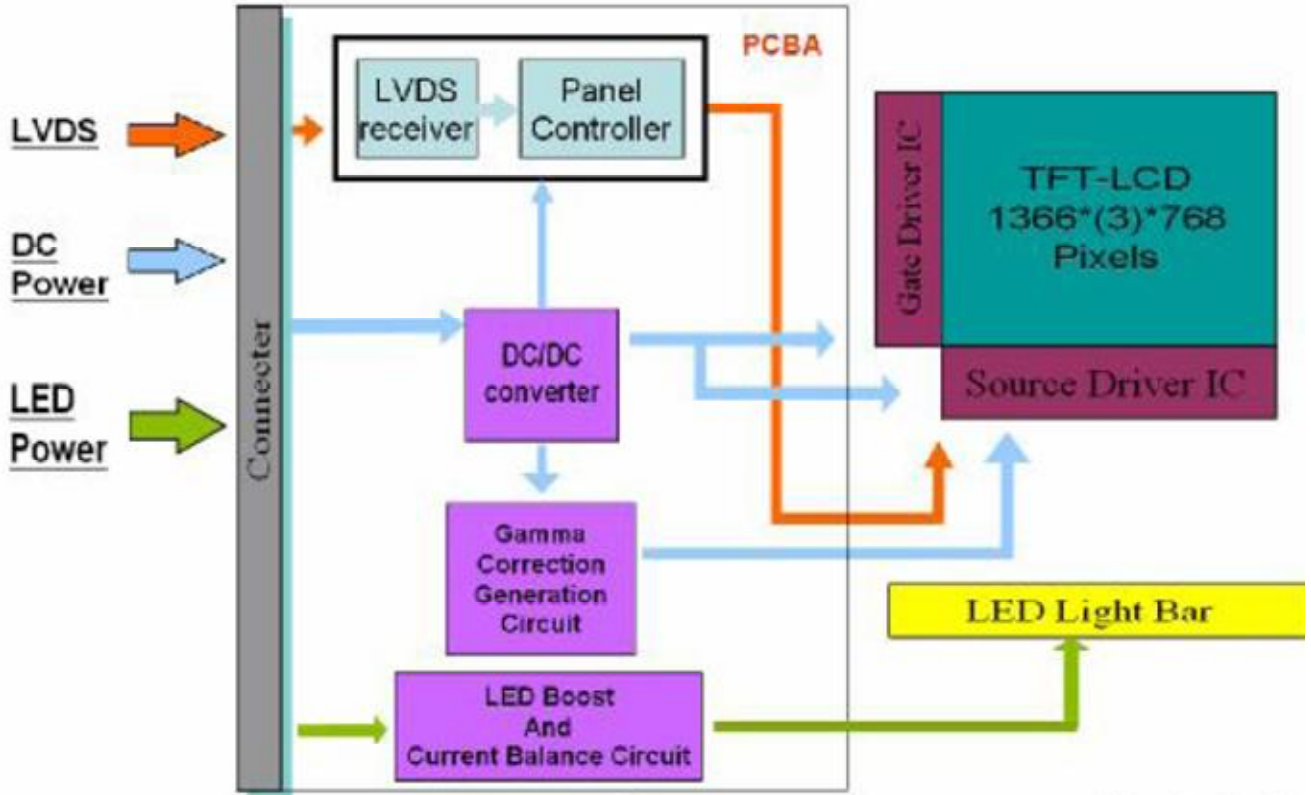 PCBA
LVDS
receiver
Panel
Controller
LVDS
DC
Power
LED
Power
Connecter
DC/DC
converter
Gamma
Correction
Generation
Circuit
LED Boost
And
Current Balance Circuit
Gate Driver IC
TFT-LCD
1366*(3)*768
Pixels
Source Driver IC
LED Light Bar